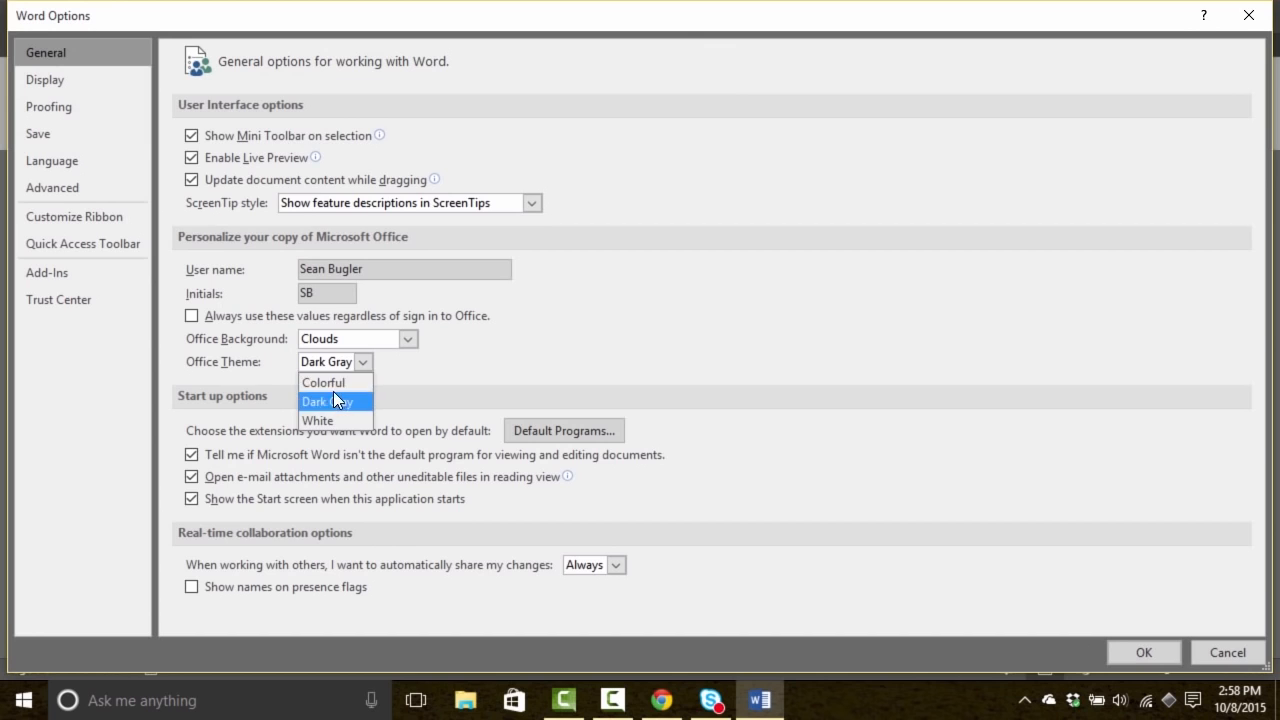 Word Options
?
General
Display
Proofing
Save
Language
Advanced
Customize Ribbon
Quick Access Toolbar
Add-Ins
Trust Center
General options for working with Word.
User Interface options
Show Mini Toolbar on selection
Enable Live Preview
Update document content while dragging
ScreenTip style: Show feature descriptions in ScreenTips
Personalize your copy of Microsoft Office
User name: Sean Bugler
Initials: SB
Always use these values regardless of sign in to Office.
Office Background: Clouds
Office Theme: Dark Gray
Colorful
Dark Gray
White
Start up options
Choose the extensions you want Word to open by default: Default Programs...
Tell me if Microsoft Word isn't the default program for viewing and editing documents.
Open e-mail attachments and other uneditable files in reading view
Show the Start screen when this application starts
Real-time collaboration options
When working with others, I want to automatically share my changes: Always
Show names on presence flags
OK Cancel
Ask me anything
2:58 PM
10/8/2015